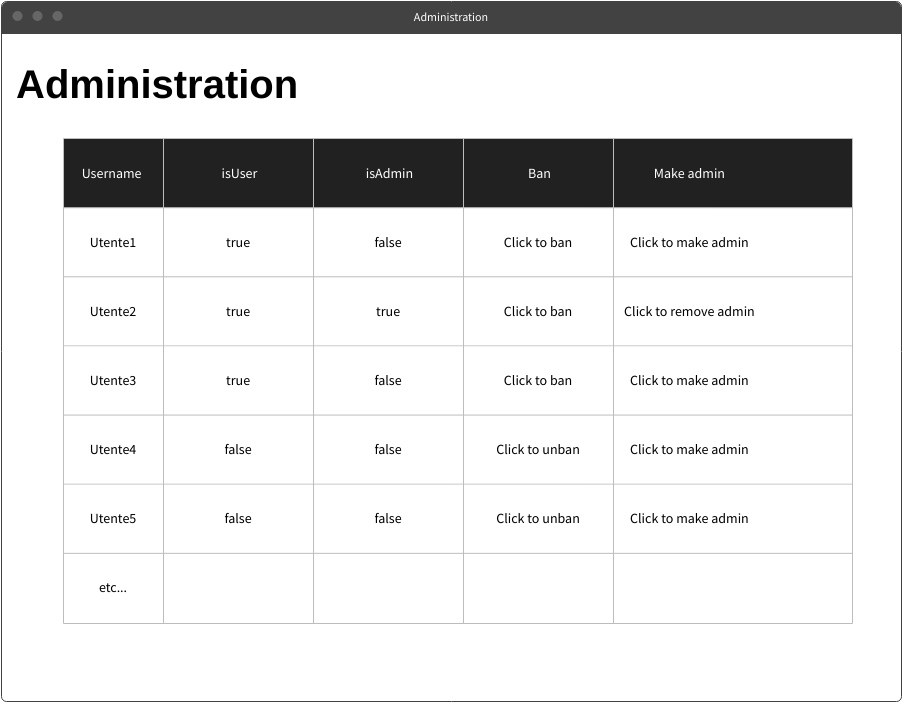 Administration
Administration
Username isUser isAdmin Ban Make admin
Utente1 true false Click to ban Click to make admin
Utente2 true true Click to ban Click to remove admin
Utente3 true false Click to ban Click to make admin
Utente4 false false Click to unban Click to make admin
Utente5 false false Click to unban Click to make admin
etc...